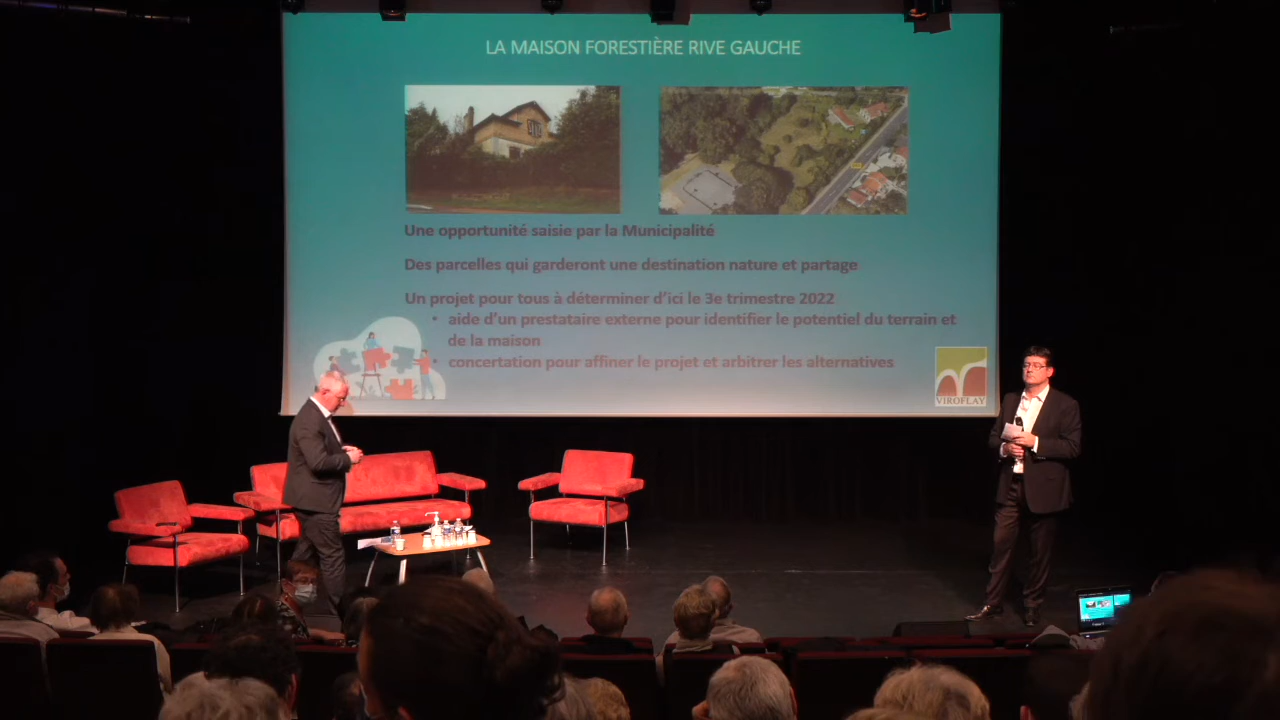 LA MAISON FORESTIÈRE RIVE GAUCHE
Une opportunité saisie par la Municipalité
Des parcelles qui garderont une destination nature et partage
Un projet pour tous à déterminer d'ici le 3e trimestre 2022
• aide d'un prestataire externe pour identifier le potentiel du terrain et
de la maison
• concertation pour affiner le projet et arbitrer les alternatives
VIROFLAY